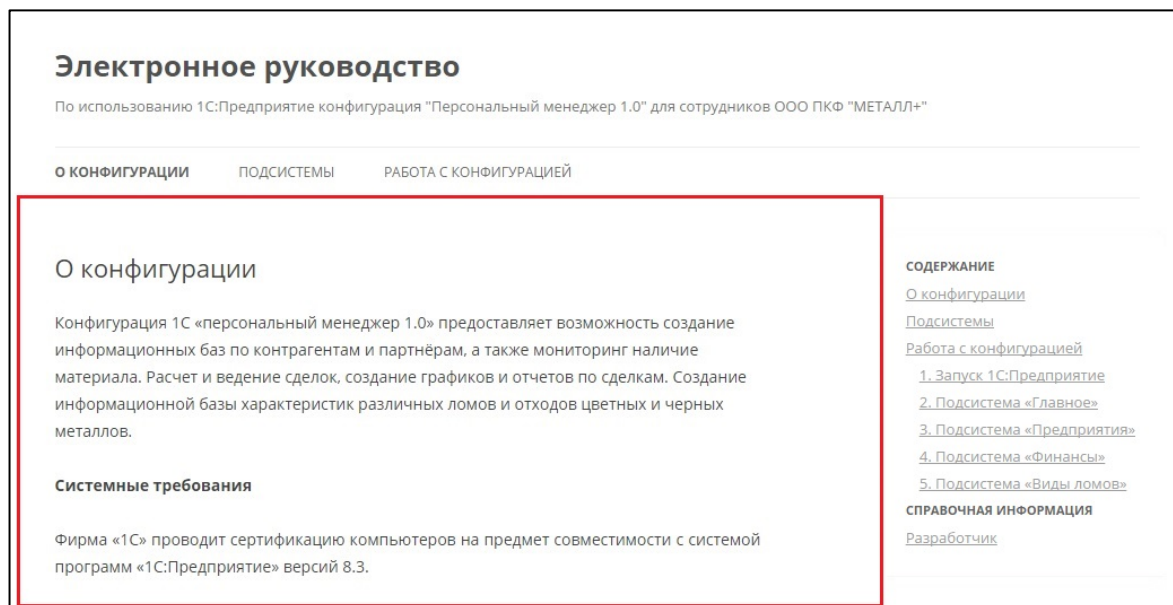 Электронное руководство
По использованию 1С:Предприятие конфигурация "Персональный менеджер 1.0" для сотрудников ООО ПКФ "МЕТАЛЛ+"
О КОНФИГУРАЦИИ ПОДСИСТЕМЫ РАБОТА С КОНФИГУРАЦИЕЙ
О конфигурации
Конфигурация 1С «персональный менеджер 1.0» предоставляет возможность создание
информационных баз по контрагентам и партнёрам, а также мониторинг наличие
материала. Расчет и ведение сделок, создание графиков и отчетов по сделкам. Создание
информационной базы характеристик различных ломов и отходов цветных и черных
металлов.
Системные требования
Фирма «1С» проводит сертификацию компьютеров на предмет совместимости с системой
программ «1С:Предприятие» версий 8.3.
СОДЕРЖАНИЕ
О конфигурации
Подсистемы
Работа с конфигурацией
1. Запуск 1С:Предприятие
2. Подсистема «Главное»
3. Подсистема «Предприятия»
4. Подсистема «Финансы»
5. Подсистема «Виды ломов»
СПРАВОЧНАЯ ИНФОРМАЦИЯ
Разработчик